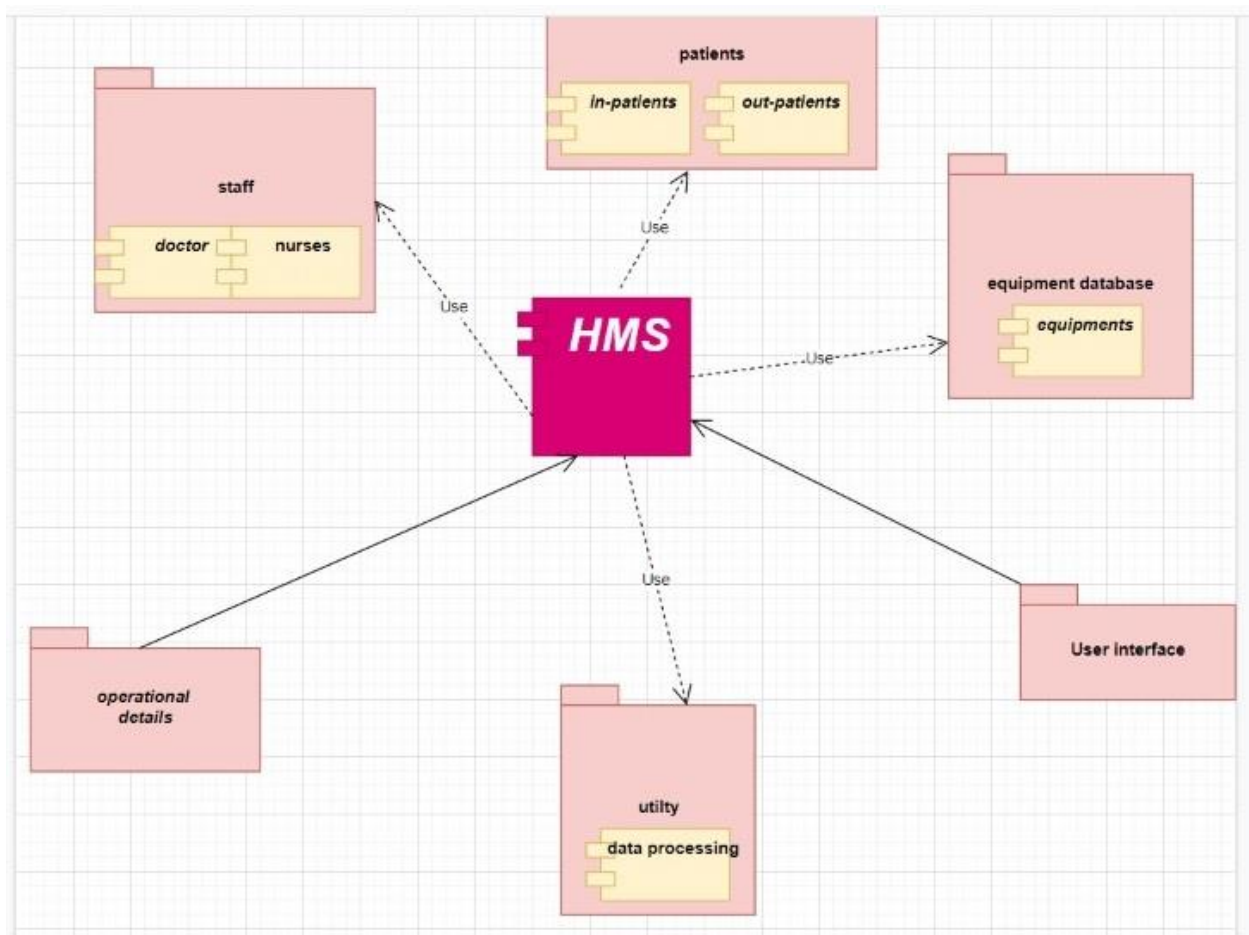 patients
in-patients
out-patients
staff
doctor
nurses
Use
Use
equipment database
equipments
HMS
Use
Use
User interface
operational
details
utilty
data processing